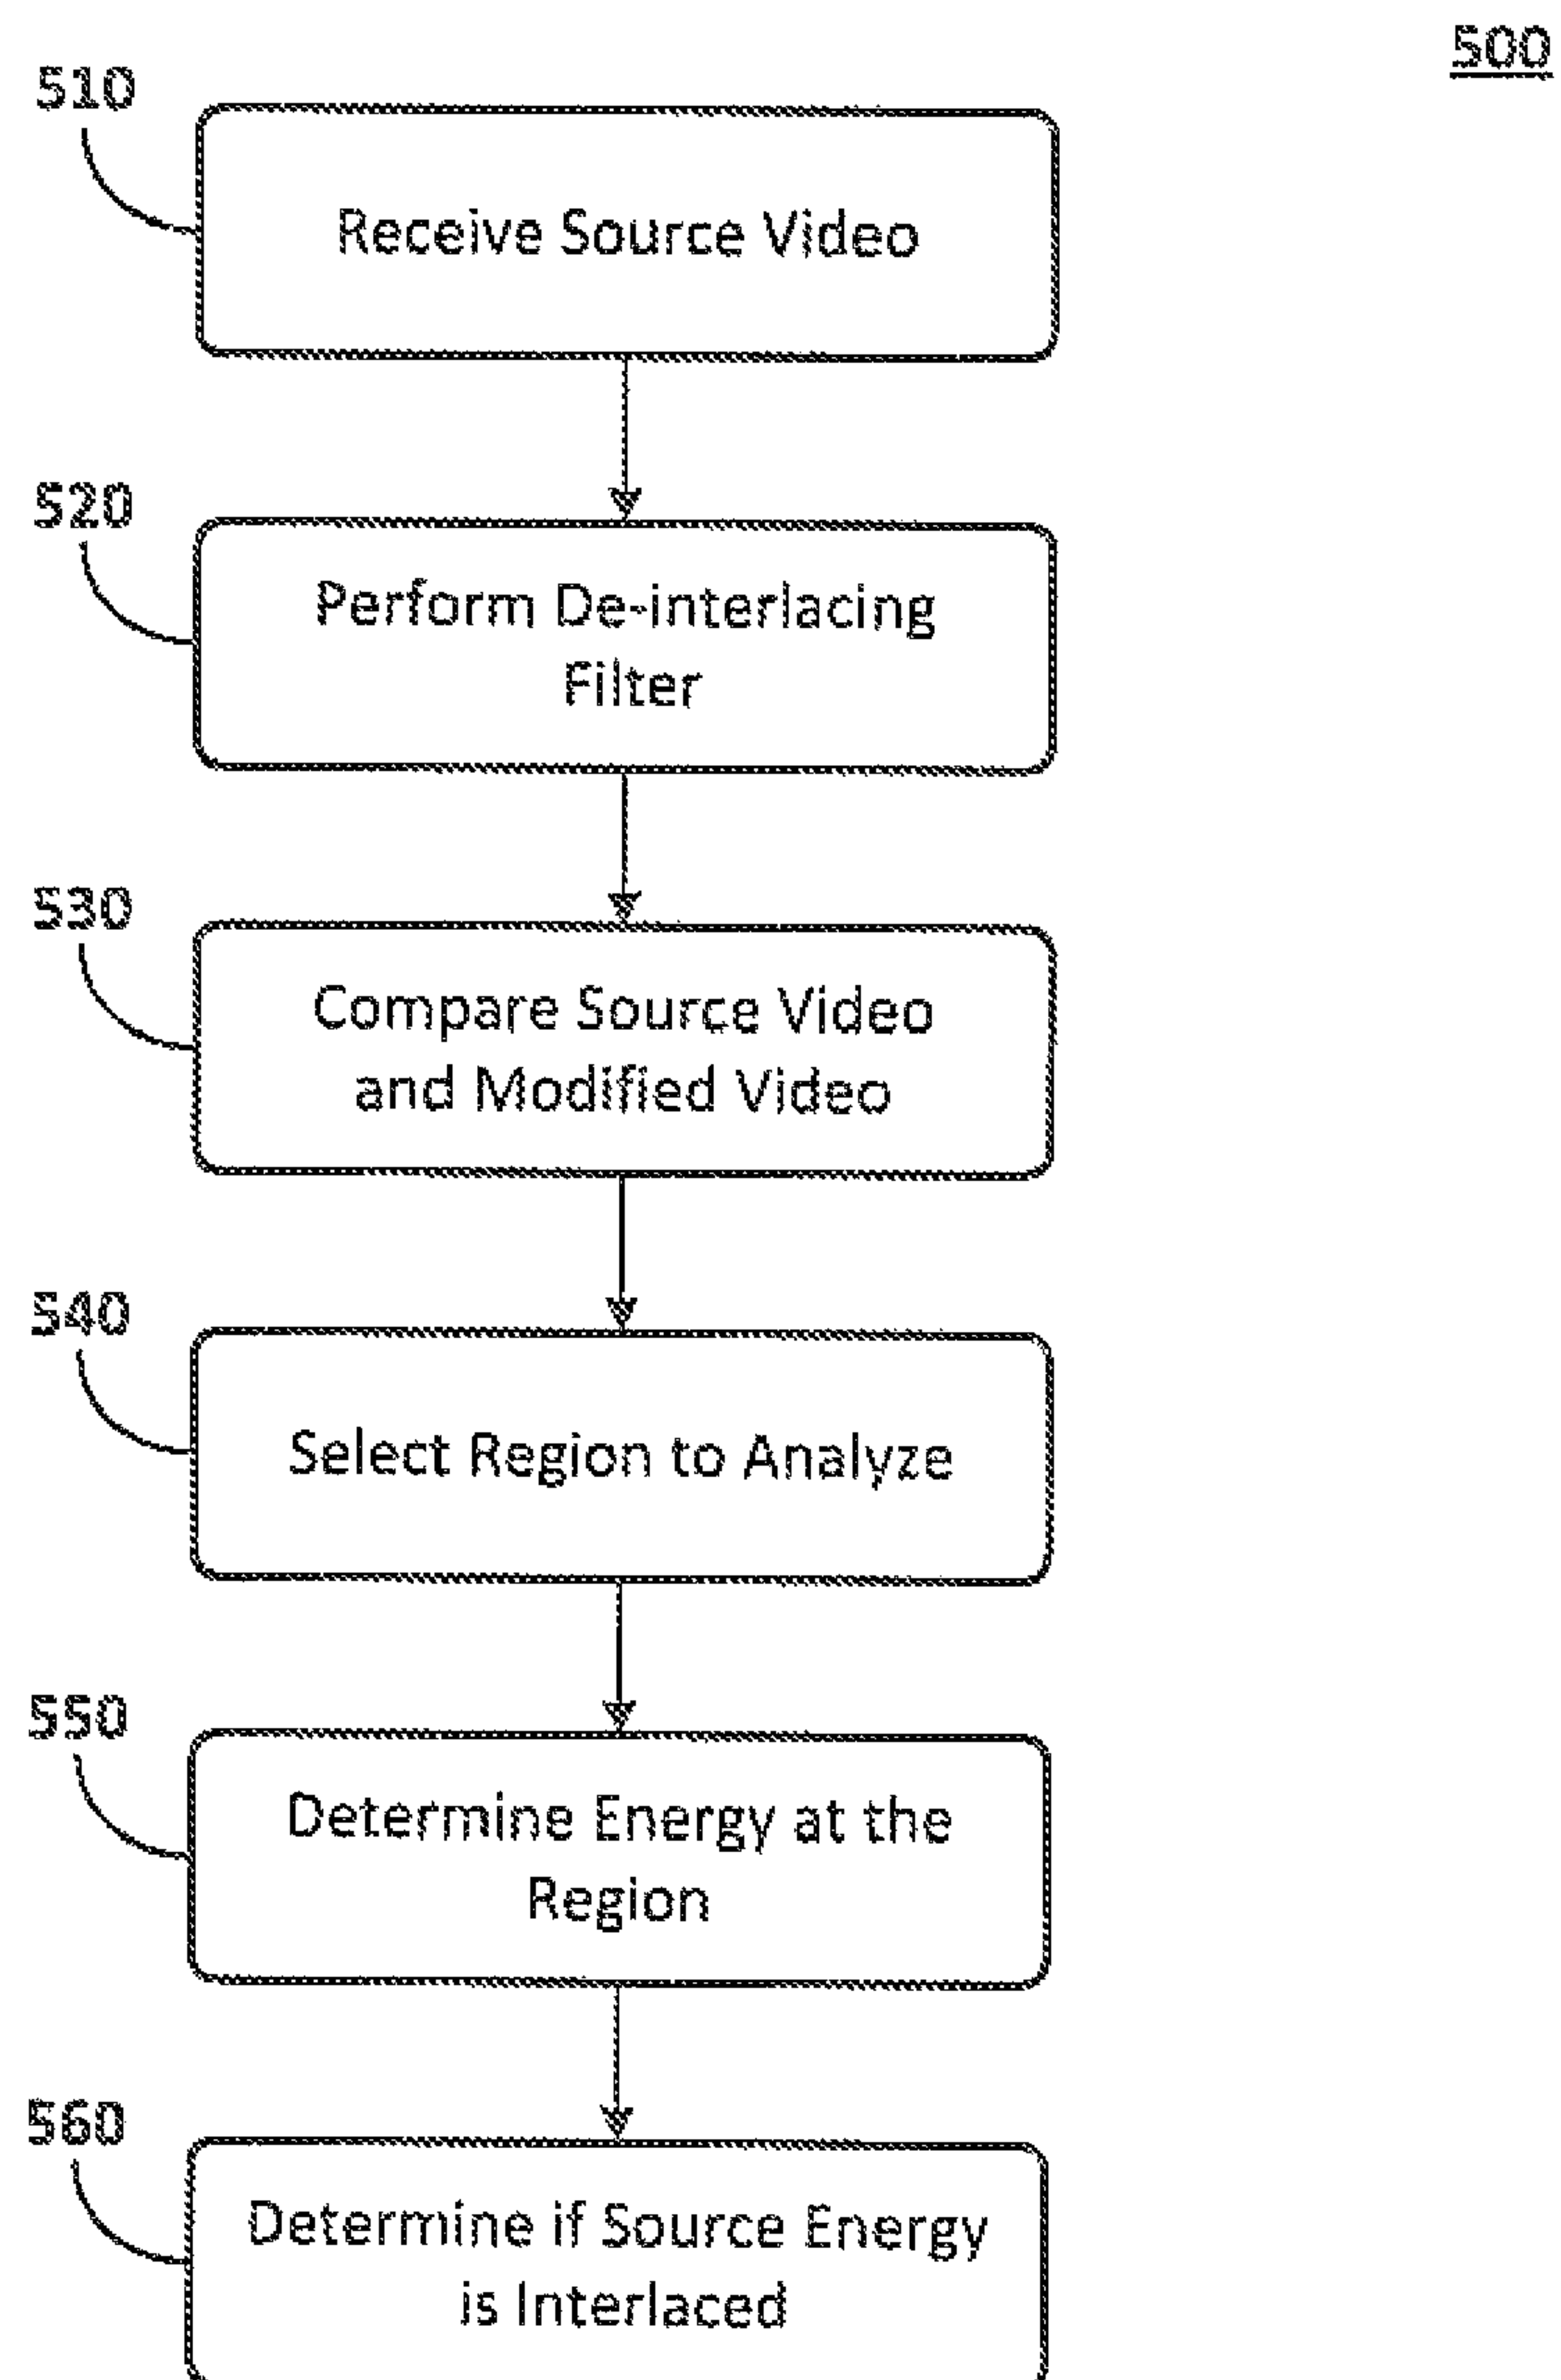 500
510
Receive Source Video
520
Perform De-interlacing
Filter
530
Compare Source Video
and Modified Video
540
Select Region to Analyze
550
Determine Energy at the
Region
560
Determine if Source Energy
is Interlaced